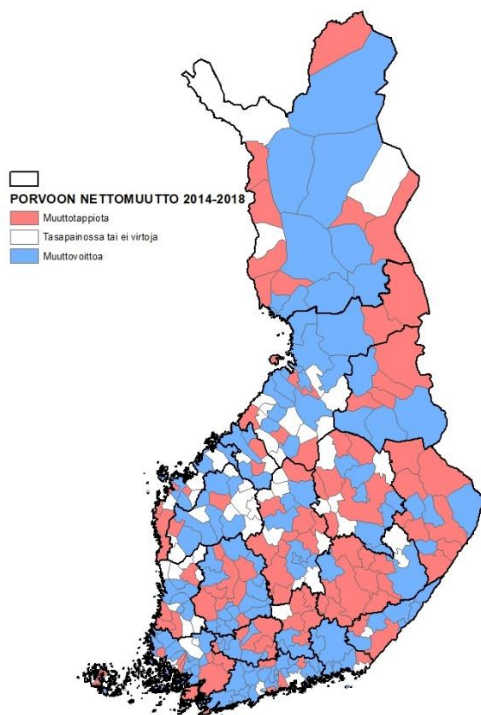 PORVOON NETTOMUUTTO 2014-2018
Muuttotappiota
Tasapainossa tai ei virtoja
Muuttovoittoa